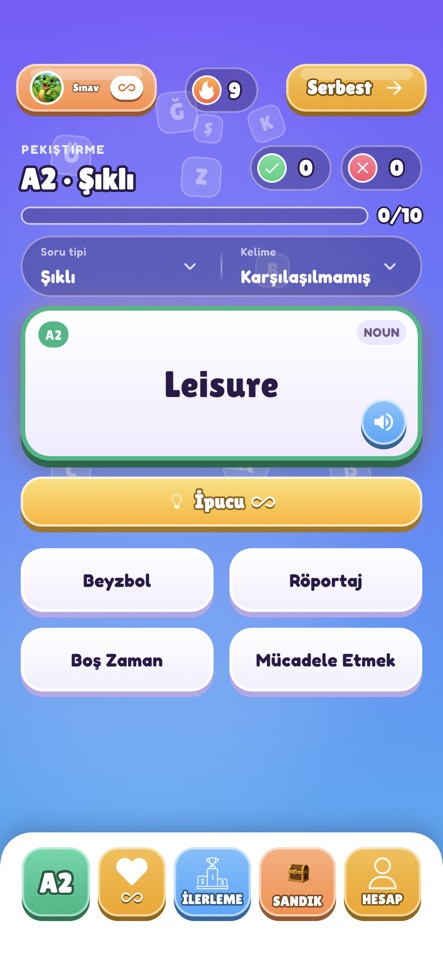 Sınav
9
Serbest
PEKİŞTİRME
A2 • Şıklı
0
0
0/10
Soru tipi
Şıklı
Kelime
Karşılaşılmamış
A2
NOUN
Leisure
İpucu
Beyzbol
Röportaj
Boş Zaman
Mücadele Etmek
A2
İLERLEME
SANDIK
HESAP